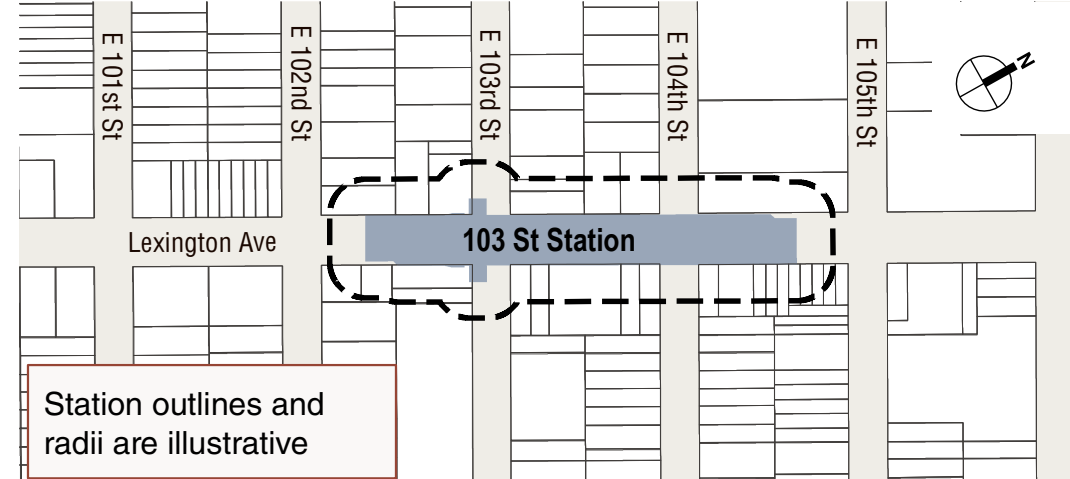 E 101st St
E 102nd St
E 103rd St
E 104th St
E 105th St
N
Lexington Ave
103 St Station
Station outlines and
radii are illustrative